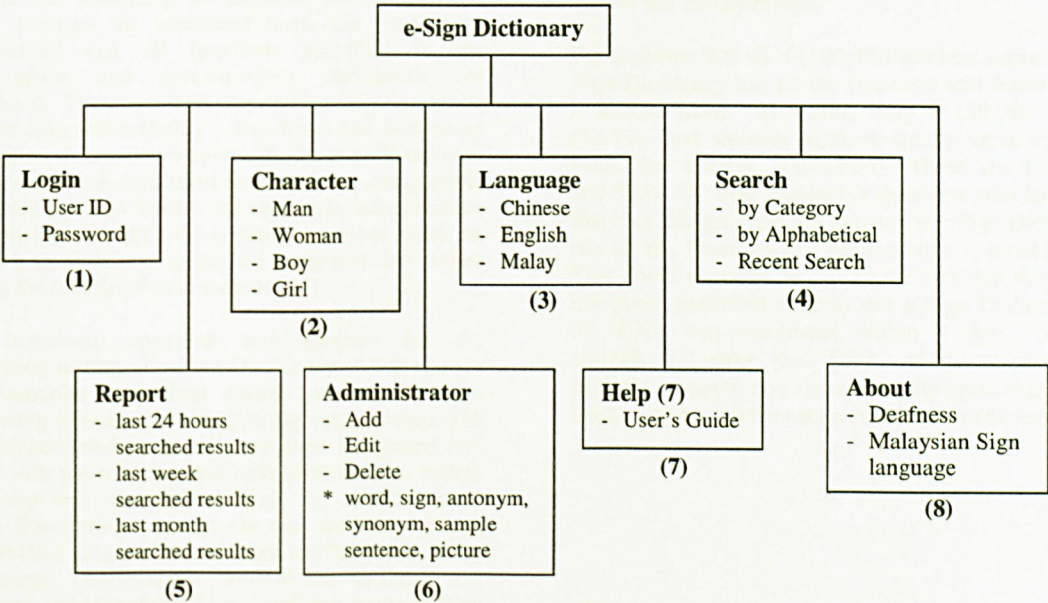 e-Sign Dictionary
Login
- User ID
- Password
(1)
Character
- Man
- Woman
- Boy
- Girl
(2)
Language
- Chinese
- English
- Malay
(3)
Search
- by Category
- by Alphabetical
- Recent Search
(4)
Report
- last 24 hours
searched results
- last week
searched results
- last month
searched results
(5)
Administrator
- Add
- Edit
- Delete
* word, sign, antonym,
synonym, sample
sentence, picture
(6)
Help (7)
- User's Guide
(7)
About
- Deafness
- Malaysian Sign
language
(8)